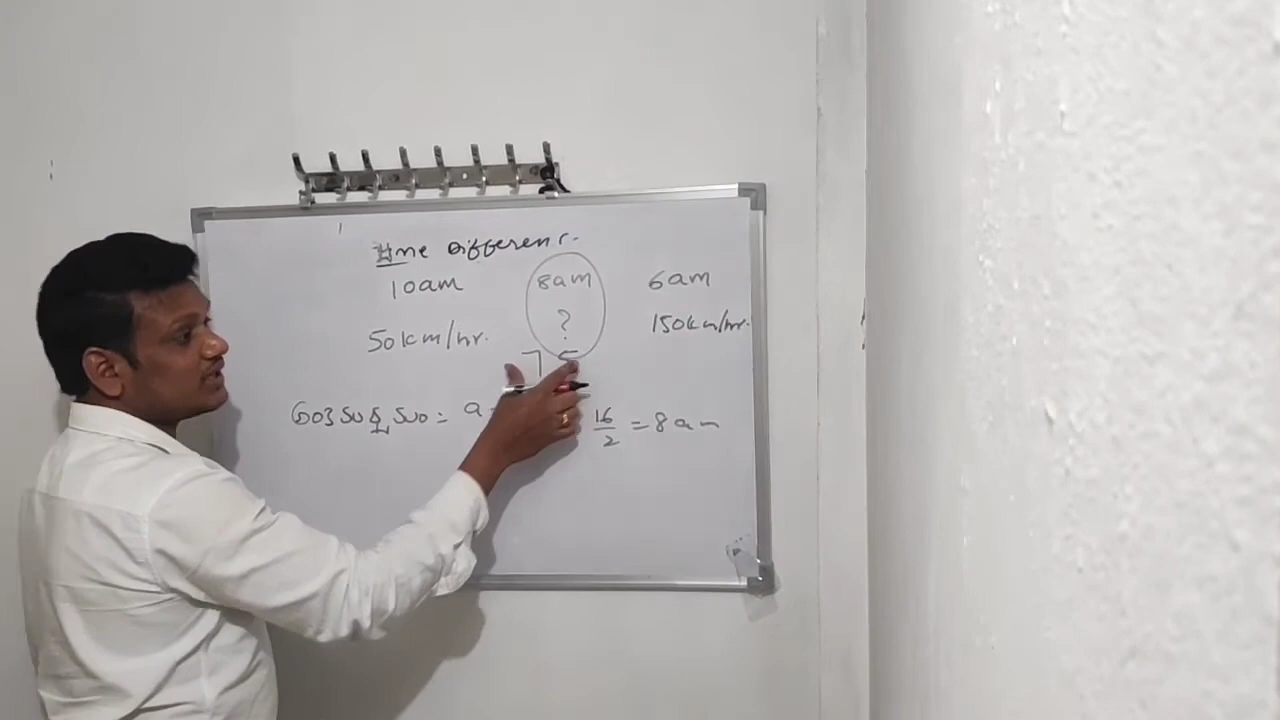 Time Differenc.
10am 8am 6am
50km/hr. ? 150km/hr.
= a
16/2 = 8am